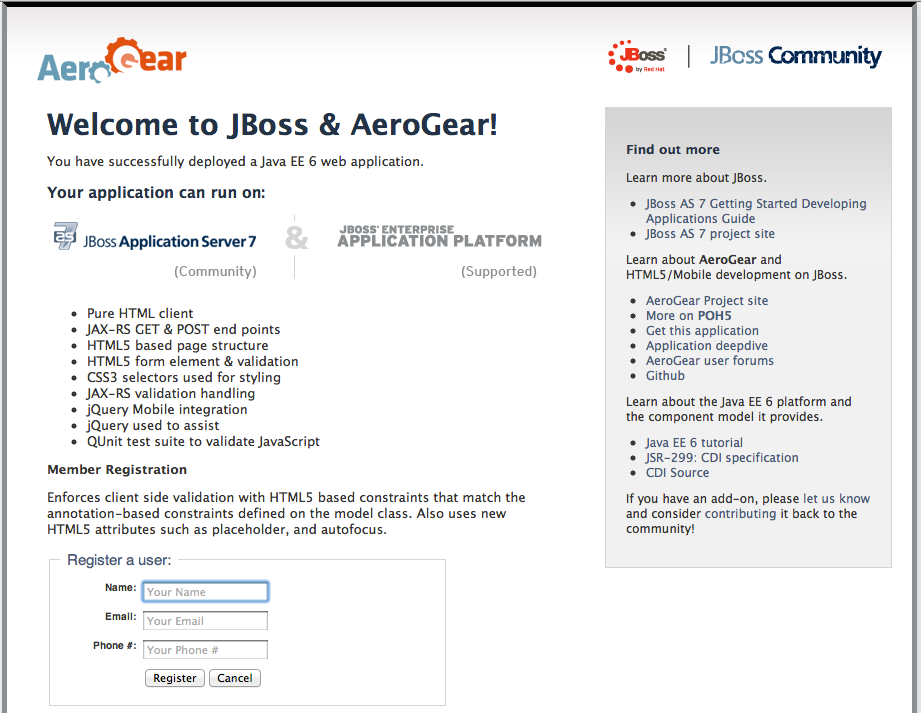 AeroGear
JBoss by Red Hat | JBoss Community
Welcome to JBoss & AeroGear!
You have successfully deployed a Java EE 6 web application.
Your application can run on:
AS7 JBoss Application Server 7
(Community)
&
JBOSS® ENTERPRISE
APPLICATION PLATFORM
(Supported)
• Pure HTML client
• JAX-RS GET & POST end points
• HTML5 based page structure
• HTML5 form element & validation
• CSS3 selectors used for styling
• JAX-RS validation handling
• jQuery Mobile integration
• jQuery used to assist
• QUnit test suite to validate JavaScript
Member Registration
Enforces client side validation with HTML5 based constraints that match the
annotation-based constraints defined on the model class. Also uses new
HTML5 attributes such as placeholder, and autofocus.
Register a user:
Name: Your Name
Email: Your Email
Phone #: Your Phone #
Register Cancel
Find out more
Learn more about JBoss.
• JBoss AS 7 Getting Started Developing
Applications Guide
• JBoss AS 7 project site
Learn about AeroGear and
HTML5/Mobile development on JBoss.
• AeroGear Project site
• More on POH5
• Get this application
• Application deepdive
• AeroGear user forums
• Github
Learn about the Java EE 6 platform and
the component model it provides.
• Java EE 6 tutorial
• JSR-299: CDI specification
• CDI Source
If you have an add-on, please let us know
and consider contributing it back to the
community!